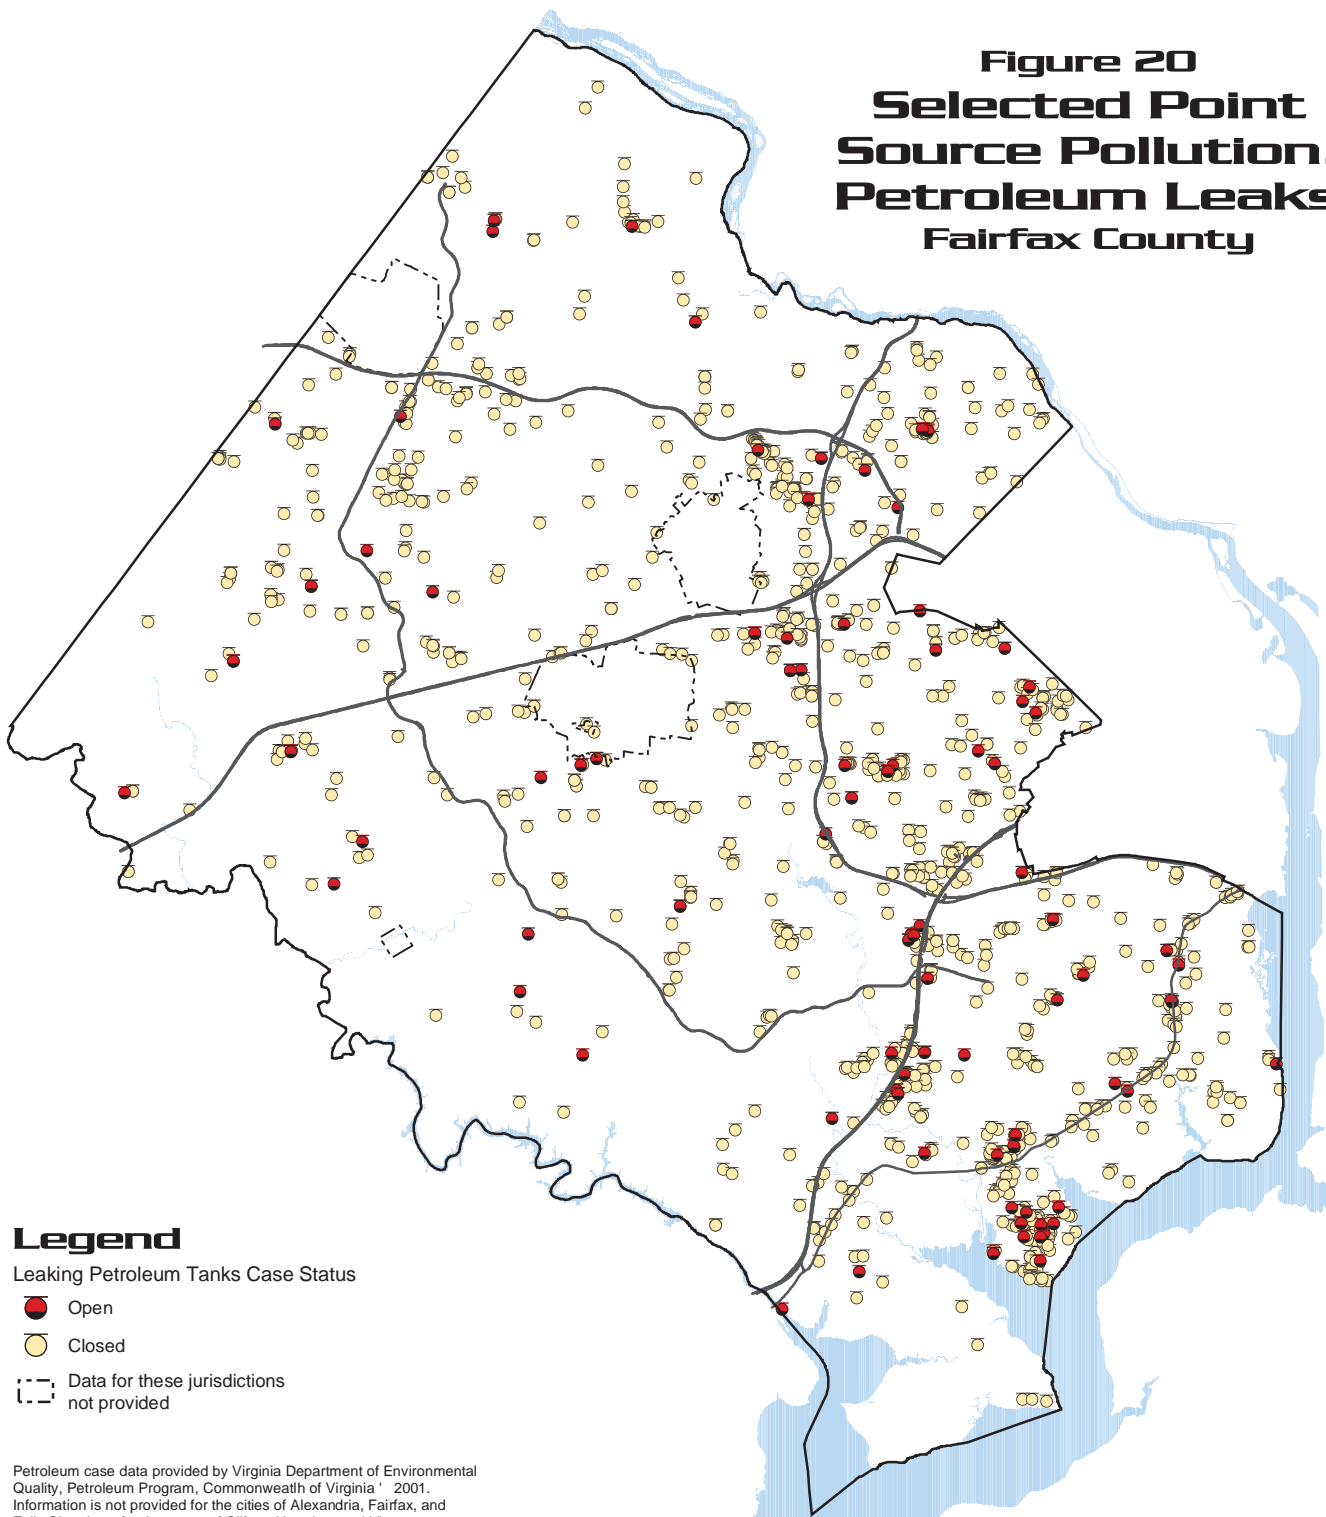 Figure 20
Selected Point
Source Pollution,
Petroleum Leaks
Fairfax County
Legend
Leaking Petroleum Tanks Case Status
Open
Closed
Data for these jurisdictions
not provided
Petroleum case data provided by Virginia Department of Environmental
Quality, Petroleum Program, Commonwealth of Virginia ' 2001.
Information is not provided for the cities of Alexandria, Fairfax, and